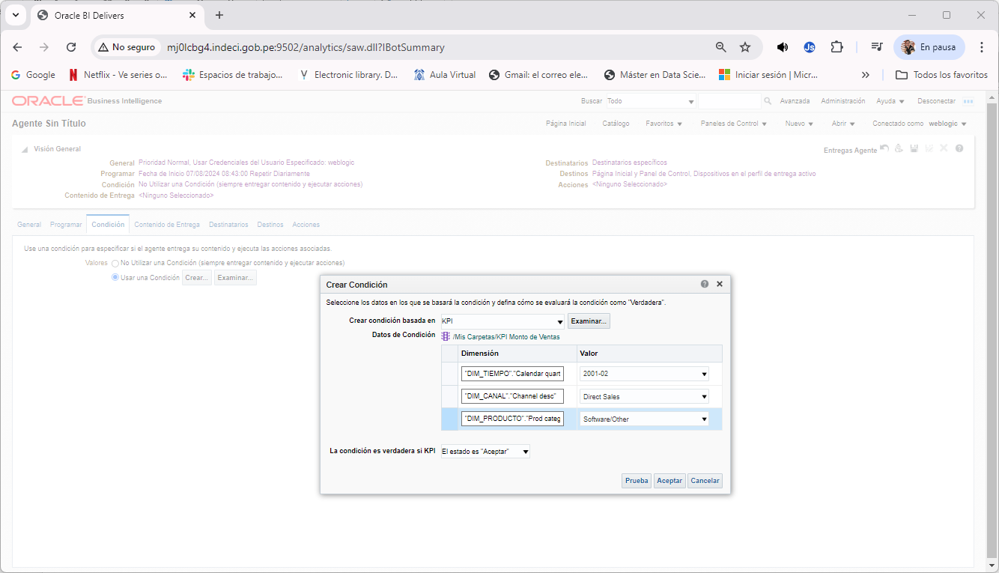 Oracle BI Delivers
No seguro mj0lcbg4.indeci.gob.pe:9502/analytics/saw.dll?IBotSummary En pausa
Google Netflix - Ve series o... Espacios de trabajo... Electronic library. D... Aula Virtual Gmail: el correo ele... Máster en Data Scie... Iniciar sesión | Micr... Todos los favoritos
ORACLE Business Intelligence Buscar Todo Avanzada Administración Ayuda Desconectar
Agente Sin Título Página Inicial Catálogo Favoritos Paneles de Control Nuevo Abrir Conectado como weblogic
Visión General Entregas Agente
General Prioridad Normal, Usar Credenciales del Usuario Especificado: weblogic Destinatarios Destinatarios específicos
Programar Fecha de Inicio 07/08/2024 08:43:00 Repetir Diariamente Destinos Página Inicial y Panel de Control, Dispositivos en el perfil de entrega activo
Condición No Utilizar una Condición (siempre entregar contenido y ejecutar acciones) Acciones <Ninguno Seleccionado>
Contenido de Entrega <Ninguno Seleccionado>
General Programar Condición Contenido de Entrega Destinatarios Destinos Acciones
Use una condición para especificar si el agente entrega su contenido y ejecuta las acciones asociadas.
Valores No Utilizar una Condición (siempre entregar contenido y ejecutar acciones)
Usar una Condición Crear... Examinar...
Crear Condición
Seleccione los datos en los que se basará la condición y defina cómo se evaluará la condición como "Verdadera".
Crear condición basada en KPI Examinar...
Datos de Condición /Mis Carpetas/KPI Monto de Ventas
Dimensión Valor
"DIM_TIEMPO"."Calendar quart 2001-02
"DIM_CANAL"."Channel desc" Direct Sales
"DIM_PRODUCTO"."Prod categ Software/Other
La condición es verdadera si KPI El estado es "Aceptar"
Prueba Aceptar Cancelar